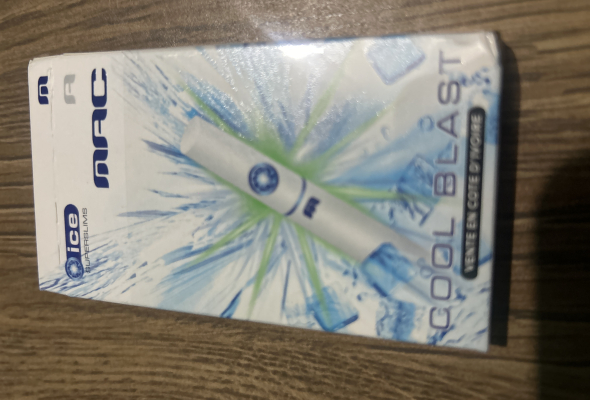 MAC
ice
SUPERSLIMS
COOL BLAST
VENTE EN COTE D'IVOIRE